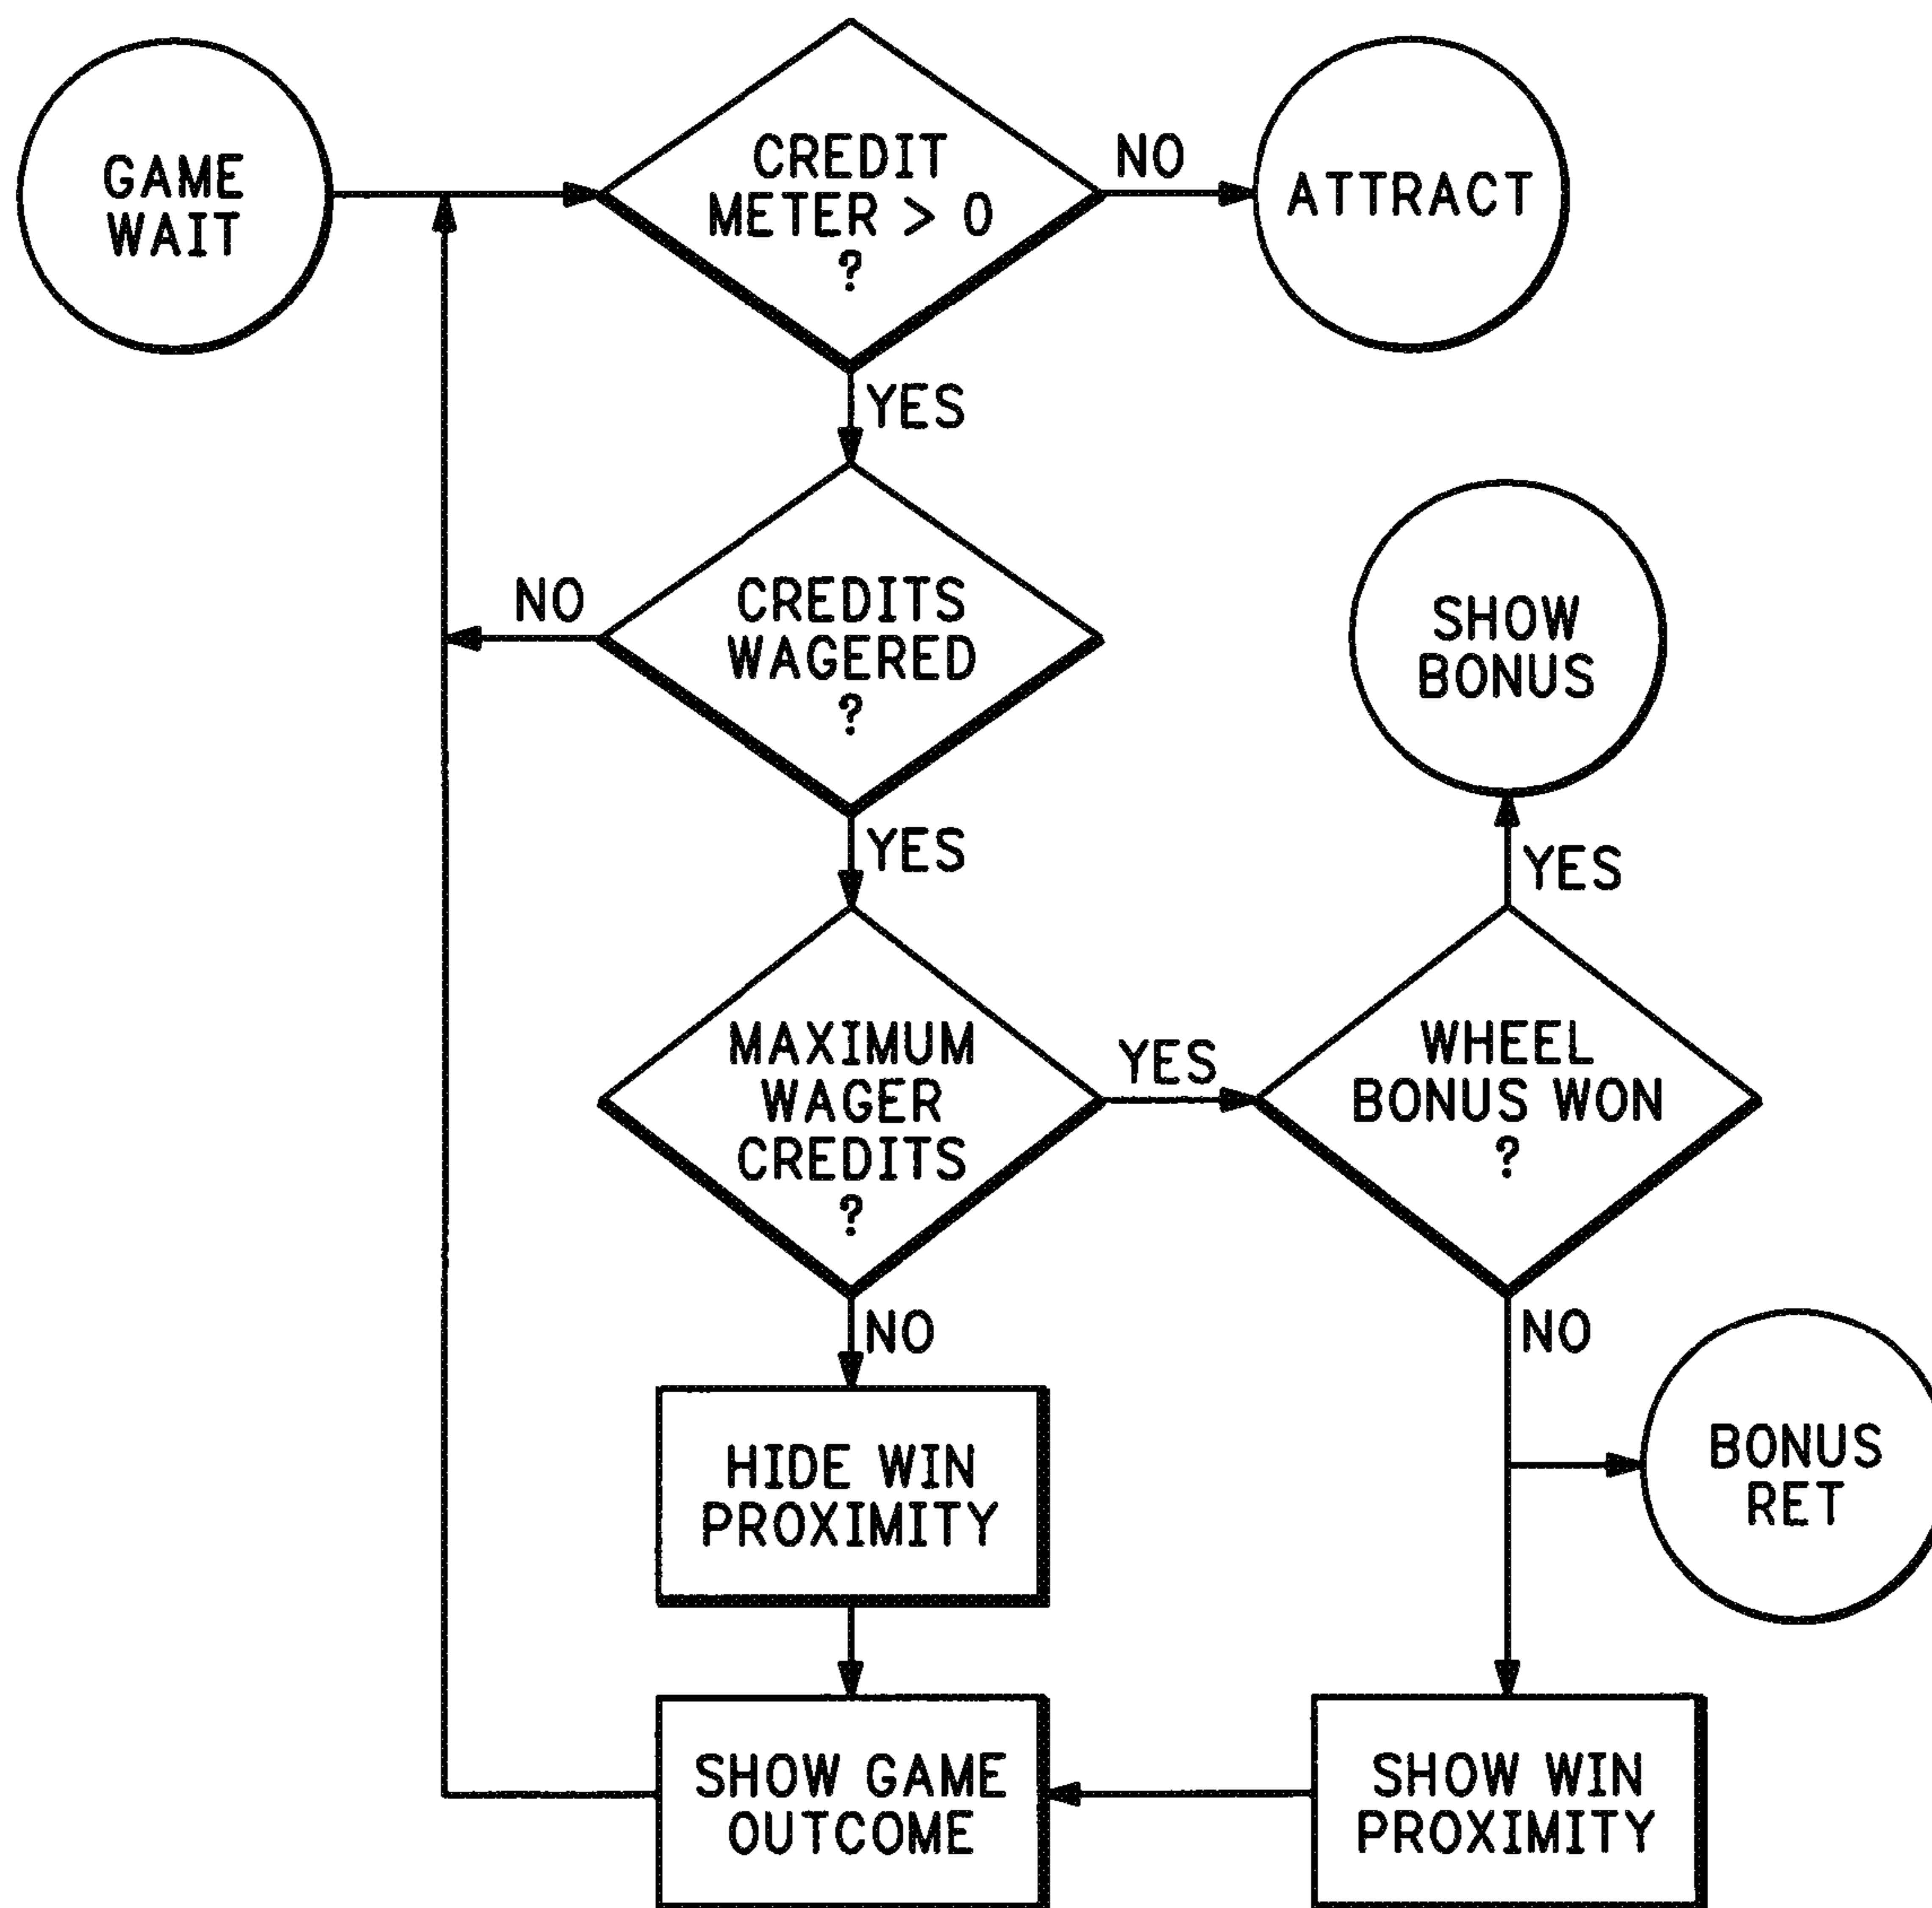 GAME
WAIT
CREDIT
METER > 0
?
NO
ATTRACT
YES
CREDITS
WAGERED
?
NO
SHOW
BONUS
YES
YES
MAXIMUM
WAGER
CREDITS
?
YES
WHEEL
BONUS WON
?
NO
NO
BONUS
RET
HIDE WIN
PROXIMITY
SHOW GAME
OUTCOME
SHOW WIN
PROXIMITY